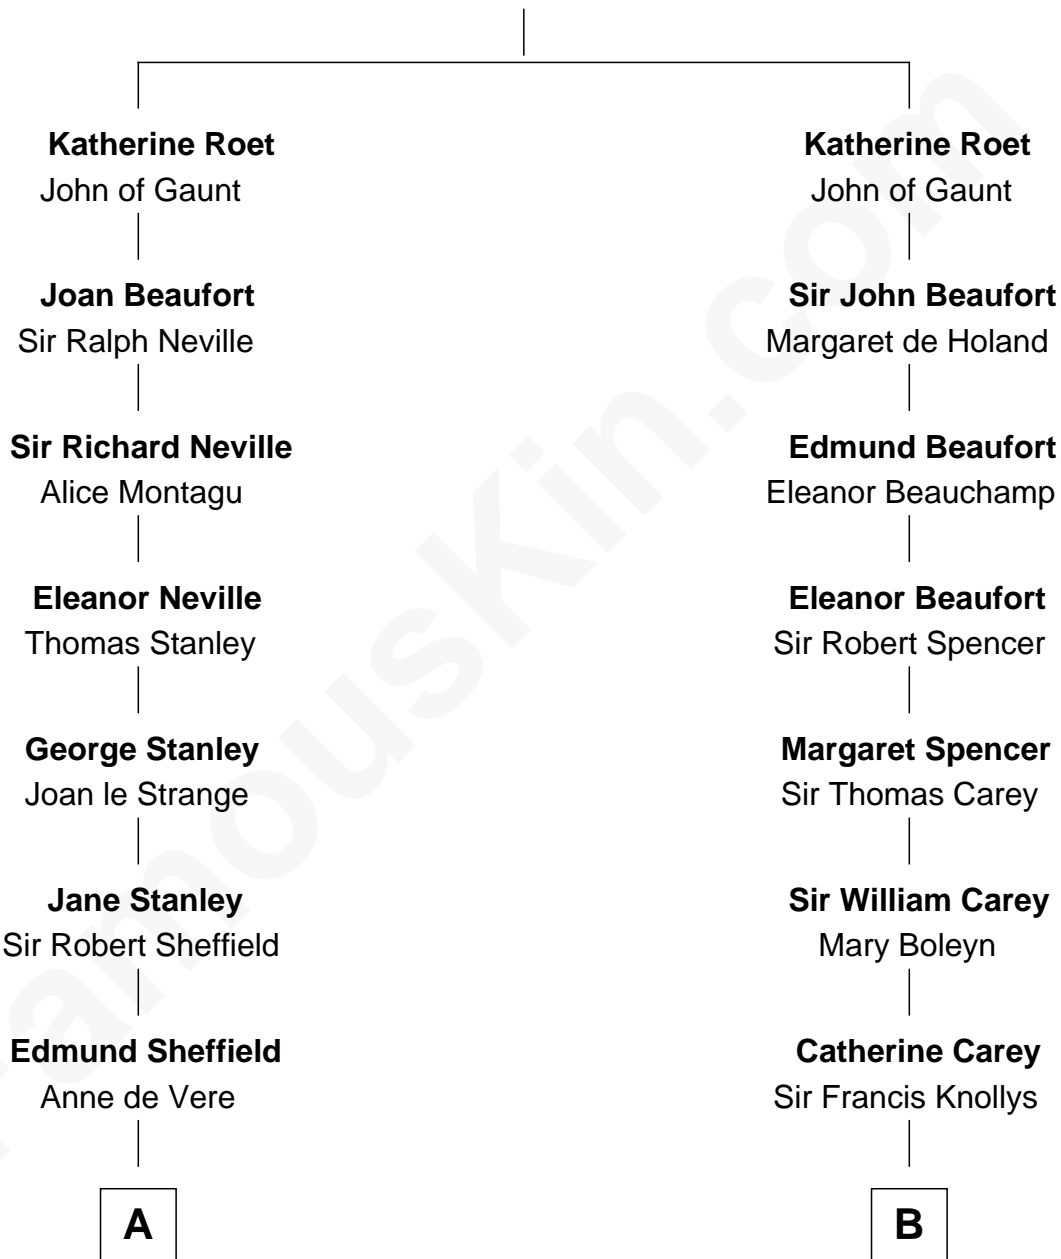 Katherine Roet
John of Gaunt
Joan Beaufort
Sir Ralph Neville
Sir Richard Neville
Alice Montagu
Eleanor Neville
Thomas Stanley
George Stanley
Joan le Strange
Jane Stanley
Sir Robert Sheffield
Edmund Sheffield
Anne de Vere
A
Katherine Roet
John of Gaunt
Sir John Beaufort
Margaret de Holand
Edmund Beaufort
Eleanor Beauchamp
Eleanor Beaufort
Sir Robert Spencer
Margaret Spencer
Sir Thomas Carey
Sir William Carey
Mary Boleyn
Catherine Carey
Sir Francis Knollys
B
FamousKin.com